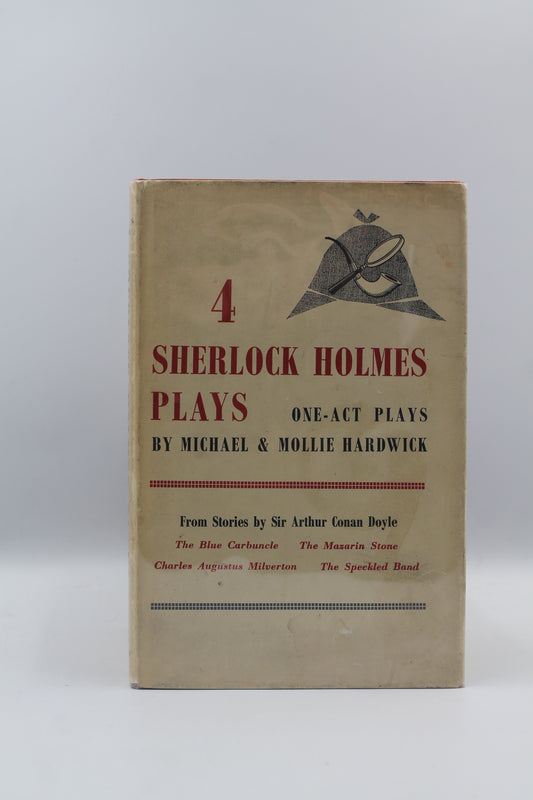 4
SHERLOCK HOLMES
PLAYS ONE-ACT PLAYS
BY MICHAEL & MOLLIE HARDWICK
From Stories by Sir Arthur Conan Doyle
The Blue Carbuncle The Mazarin Stone
Charles Augustus Milverton The Speckled Band